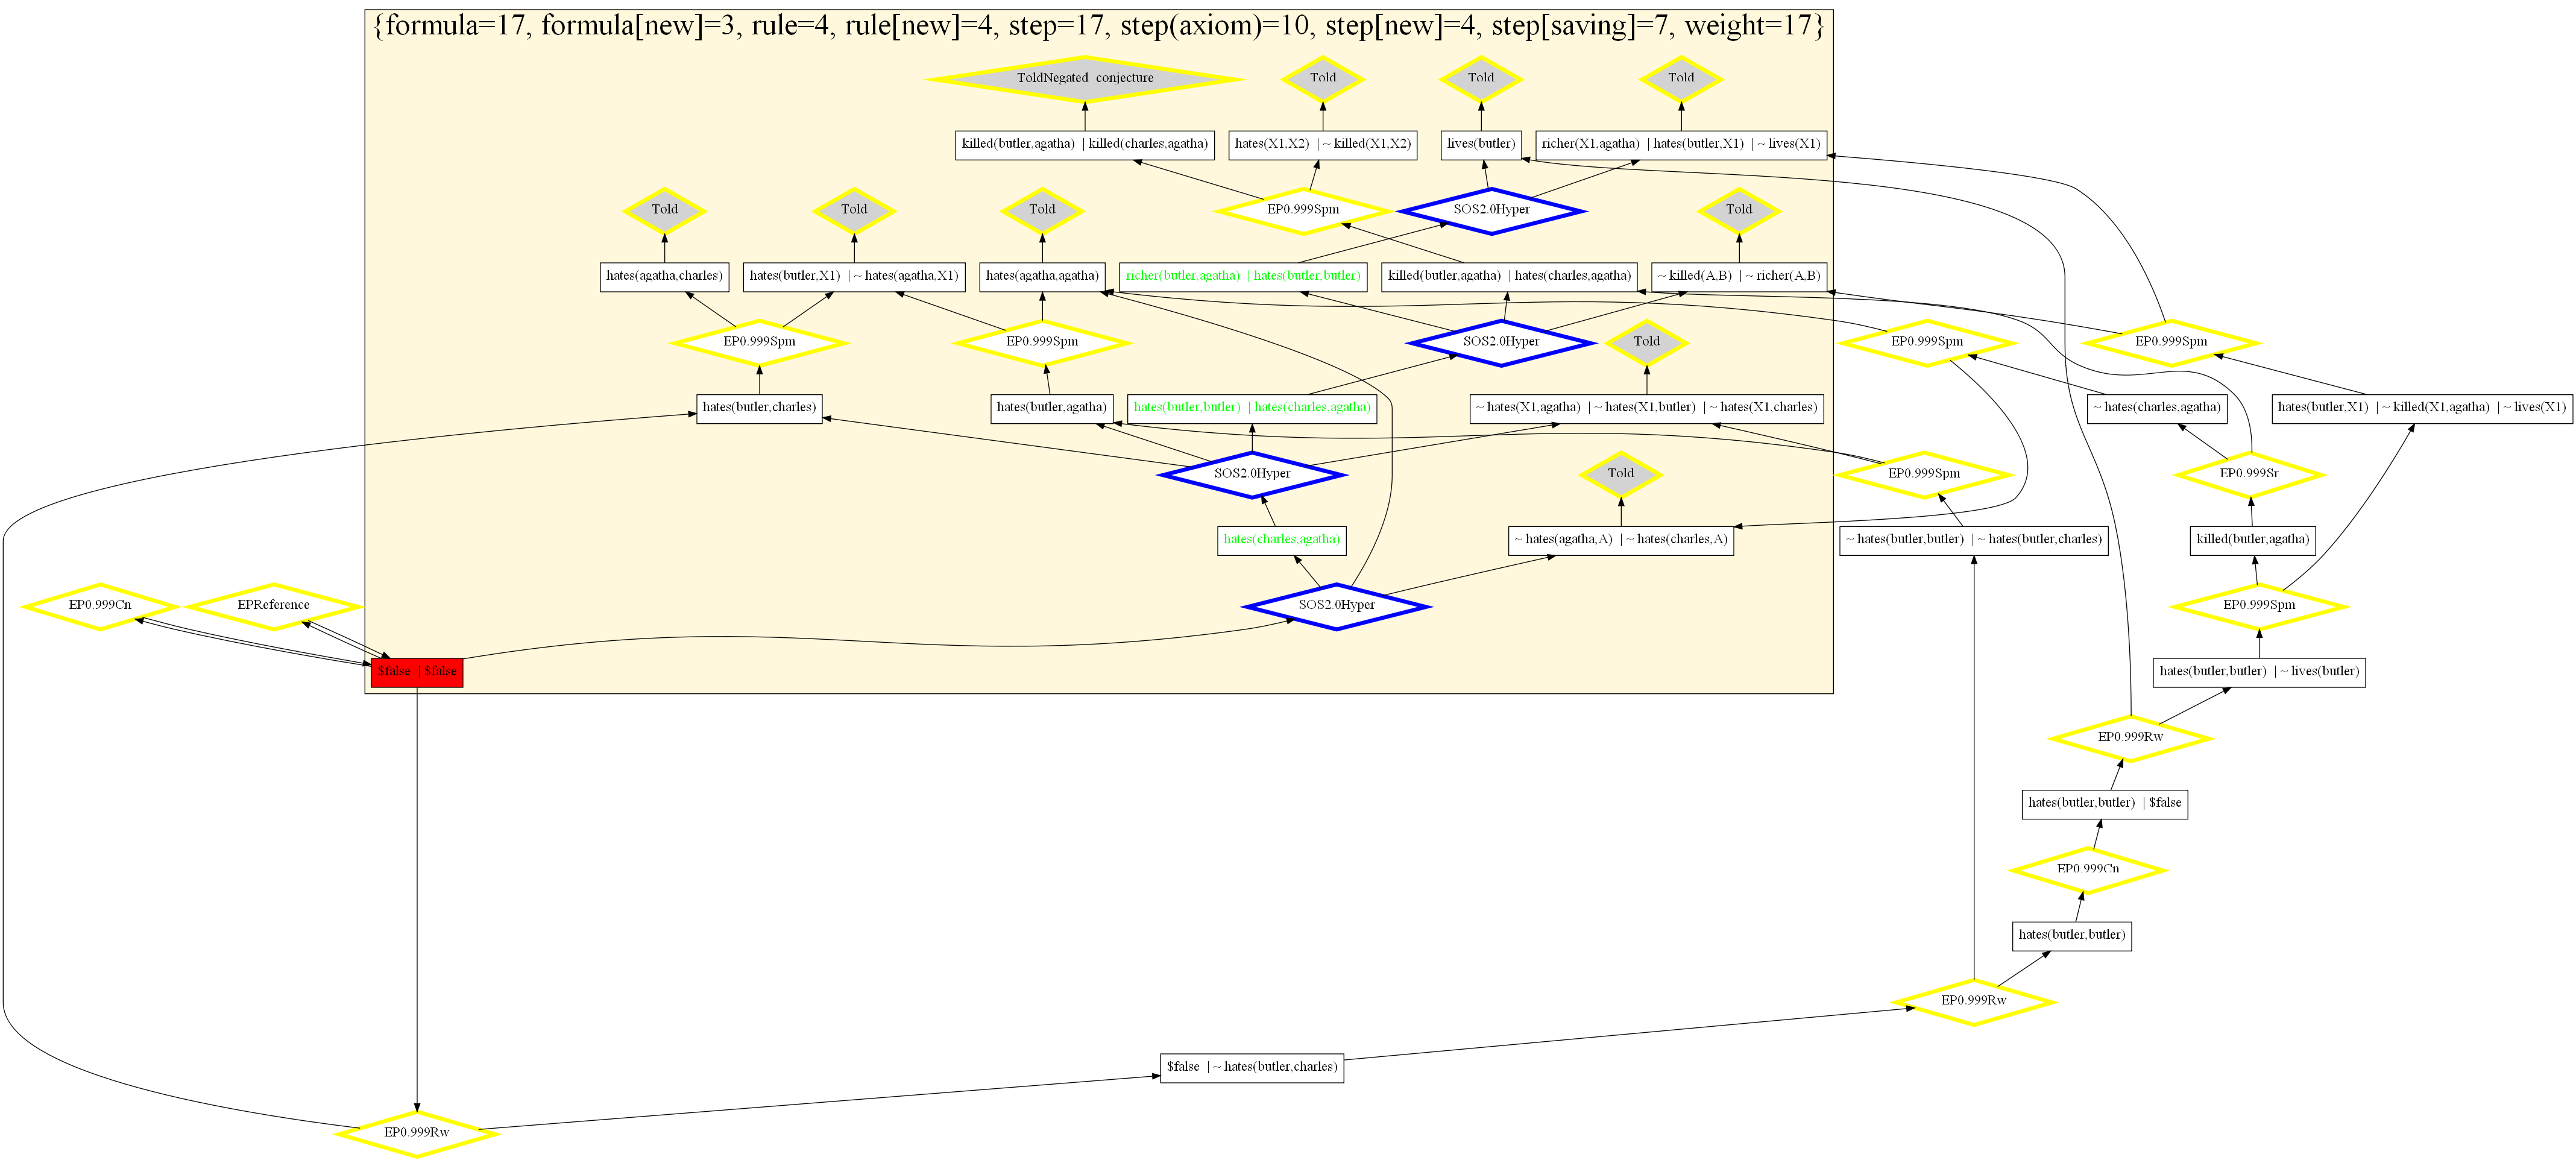 {formula=17, formula[new]=3, rule=4, rule[new]=4, step=17, step(axiom)=10, step[new]=4, step[saving]=7, weight=17}
ToldNegated conjecture
Told
Told
Told
killed(butler,agatha) | killed(charles,agatha)
hates(X1,X2) | ~ killed(X1,X2)
lives(butler)
richer(X1,agatha) | hates(butler,X1) | ~ lives(X1)
Told
Told
Told
EP0.999Spm
SOS2.0Hyper
Told
hates(agatha,charles)
hates(butler,X1) | ~ hates(agatha,X1)
hates(agatha,agatha)
richer(butler,agatha) | hates(butler,butler)
killed(butler,agatha) | hates(charles,agatha)
~ killed(A,B) | ~ richer(A,B)
EP0.999Spm
EP0.999Spm
SOS2.0Hyper
Told
EP0.999Spm
EP0.999Spm
hates(butler,charles)
hates(butler,agatha)
hates(butler,butler) | hates(charles,agatha)
~ hates(X1,agatha) | ~ hates(X1,butler) | ~ hates(X1,charles)
~ hates(charles,agatha)
hates(butler,X1) | ~ killed(X1,agatha) | ~ lives(X1)
SOS2.0Hyper
Told
EP0.999Spm
EP0.999Sr
hates(charles,agatha)
~ hates(agatha,A) | ~ hates(charles,A)
~ hates(butler,butler) | ~ hates(butler,charles)
killed(butler,agatha)
EP0.999Cn
EPReference
SOS2.0Hyper
EP0.999Spm
$false | $false
hates(butler,butler) | ~ lives(butler)
EP0.999Rw
hates(butler,butler) | $false
EP0.999Cn
hates(butler,butler)
EP0.999Rw
$false | ~ hates(butler,charles)
EP0.999Rw